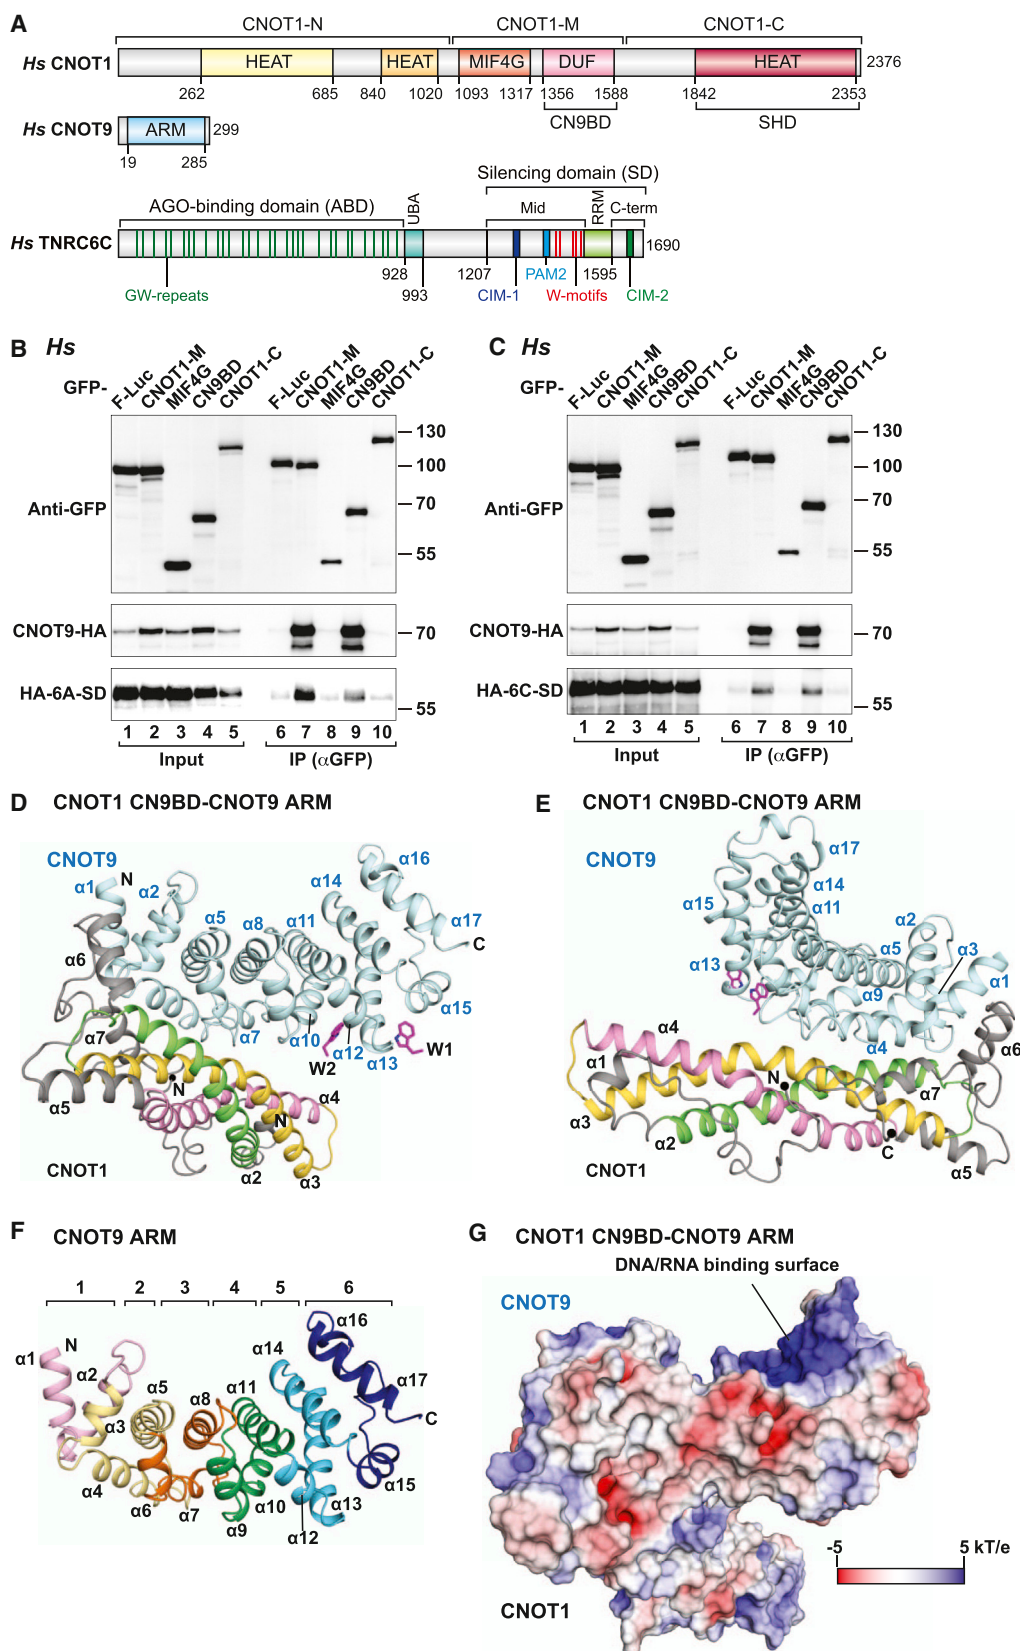 A
CNOT1-N CNOT1-M CNOT1-C
Hs CNOT1 HEAT HEAT MIF4G DUF HEAT 2376
262 685 840 1020 1093 1317 1356 1588 1842 2353
CN9BD SHD
Hs CNOT9 ARM 299
19 285
Silencing domain (SD)
AGO-binding domain (ABD) UBA Mid RRM C-term
Hs TNRC6C 1690
928 993 1207 1595
GW-repeats CIM-1 PAM2 W-motifs CIM-2
B Hs
GFP- F-Luc CNOT1-M MIF4G CN9BD CNOT1-C F-Luc CNOT1-M MIF4G CN9BD CNOT1-C
130
100
Anti-GFP 70
55
CNOT9-HA 70
HA-6A-SD
55
1 2 3 4 5 6 7 8 9 10
Input IP (αGFP)
C Hs
GFP- F-Luc CNOT1-M MIF4G CN9BD CNOT1-C F-Luc CNOT1-M MIF4G CN9BD CNOT1-C
130
100
Anti-GFP 70
55
CNOT9-HA 70
HA-6C-SD
55
1 2 3 4 5 6 7 8 9 10
Input IP (αGFP)
D CNOT1 CN9BD-CNOT9 ARM
CNOT9
α16
α1 N α2 α14
α5 α8 α11
α17
C
α6
α15
α7 α7 α10 α12 α13 W1
W2
N
α5 α4
N
CNOT1 α2 α3
E CNOT1 CN9BD-CNOT9 ARM
CNOT9 α17
α14
α15 α11 α2
α5 α3
α13 α9 α1
α4 α6
α4
α1
N α7
α3
α2
C
CNOT1 α5
F CNOT9 ARM
1 2 3 4 5 6
α16
N α14
α1 α2 α5 α8 α11 α17
α3 C
α4 α15
α6 α7 α10 α13
α9 α12
G CNOT1 CN9BD-CNOT9 ARM
DNA/RNA binding surface
CNOT9
-5 5 kT/e
CNOT1